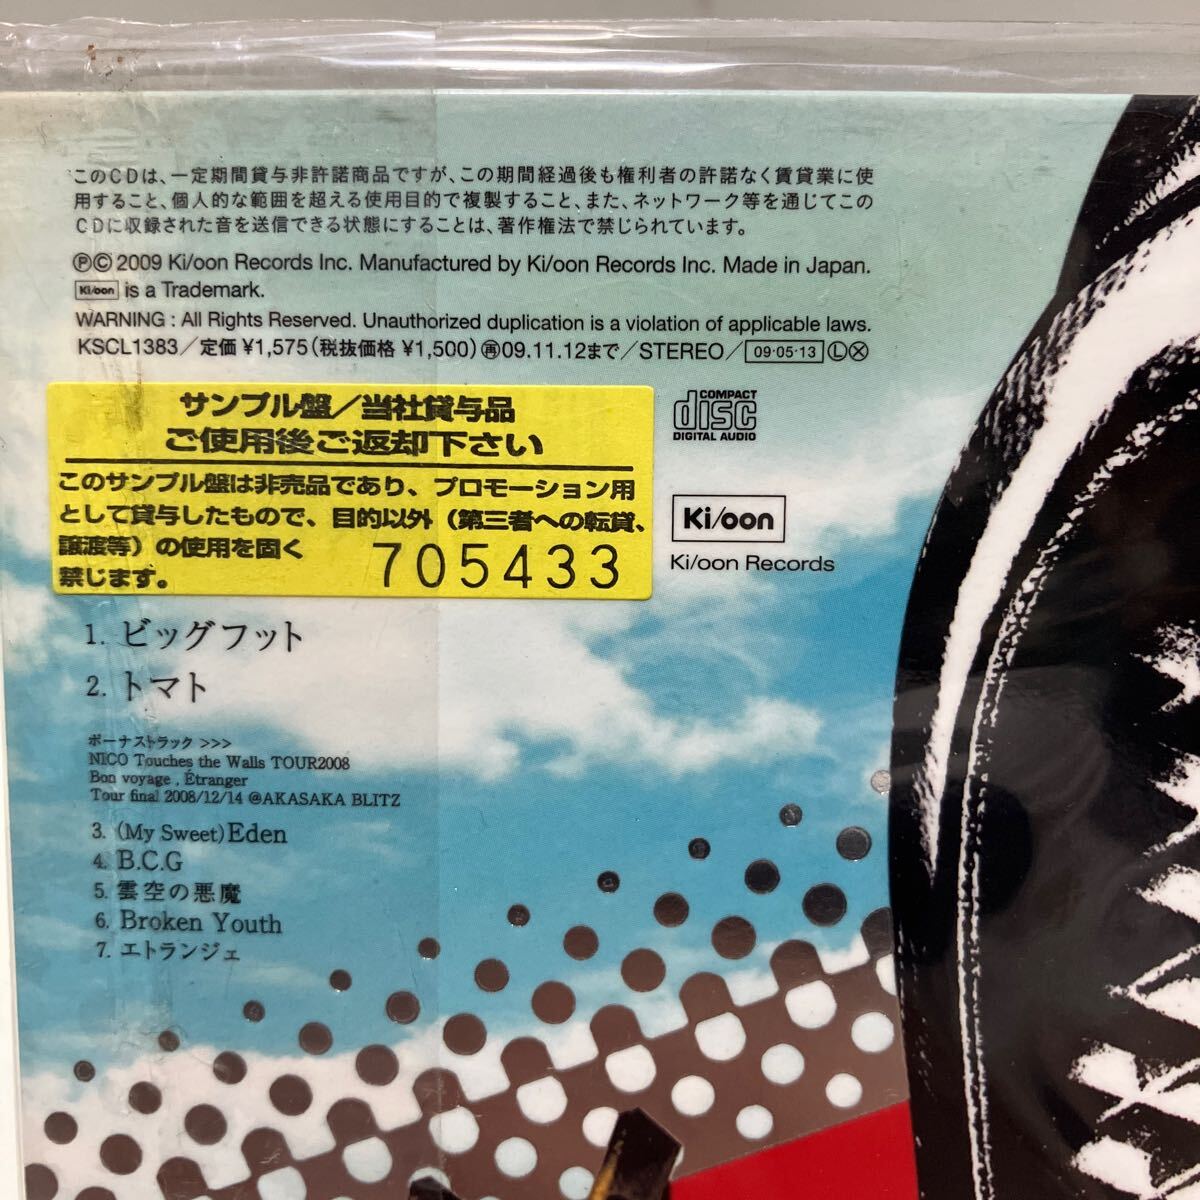 このCDは、一定期間貸与非許諾商品ですが、この期間経過後も権利者の許諾なく賃貸業に使
用すること、個人的な範囲を超える使用目的で複製すること、また、ネットワーク等を通じてこの
CDに収録された音を送信できる状態にすることは、著作権法で禁じられています。
ⓅⒸ 2009 Ki/oon Records Inc. Manufactured by Ki/oon Records Inc. Made in Japan.
Ki/oon is a Trademark.
WARNING : All Rights Reserved. Unauthorized duplication is a violation of applicable laws.
KSCL1383/定価 ¥1,575(税抜価格 ¥1,500)㊢09.11.12まで/STEREO/09・05・13ⓁⓍ
サンプル盤/当社貸与品
ご使用後ご返却下さい
このサンプル盤は非売品であり、プロモーション用
として貸与したもので、目的以外(第三者への転貸、
譲渡等)の使用を固く
禁じます。
705433
COMPACT
disc
DIGITAL AUDIO
Ki/oon
Ki/oon Records
1. ビッグフット
2. トマト
ボーナストラック >>>
NICO Touches the Walls TOUR2008
Bon voyage , Étranger
Tour final 2008/12/14 @AKASAKA BLITZ
3. (My Sweet) Eden
4. B.C.G
5. 雲空の悪魔
6. Broken Youth
7. エトランジェ